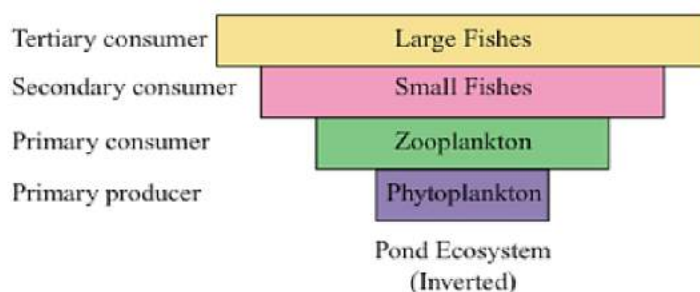 Tertiary consumer Large Fishes
Secondary consumer Small Fishes
Primary consumer Zooplankton
Primary producer Phytoplankton
Pond Ecosystem
(Inverted)